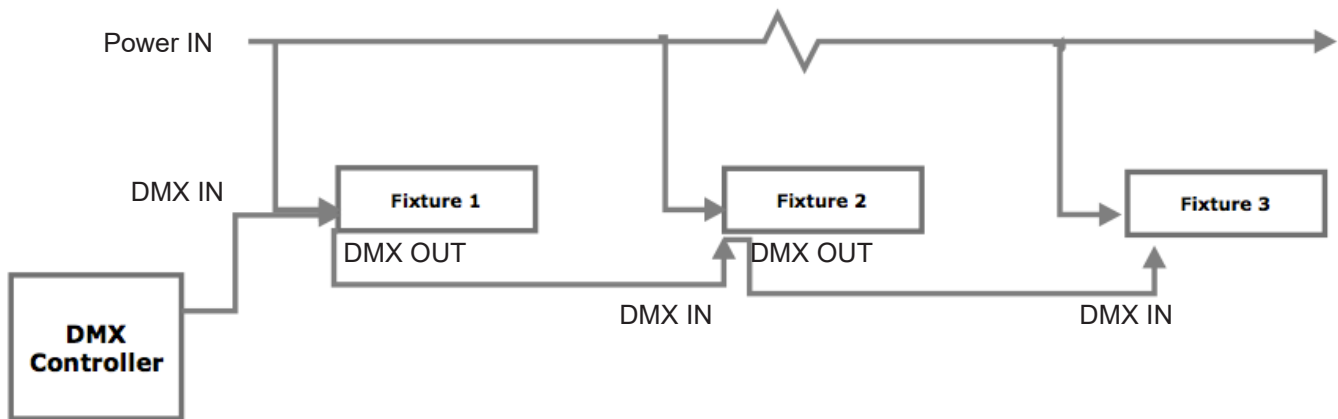 Power IN
DMX IN
Fixture 1
Fixture 2
Fixture 3
DMX OUT
DMX OUT
DMX IN
DMX IN
DMX
Controller